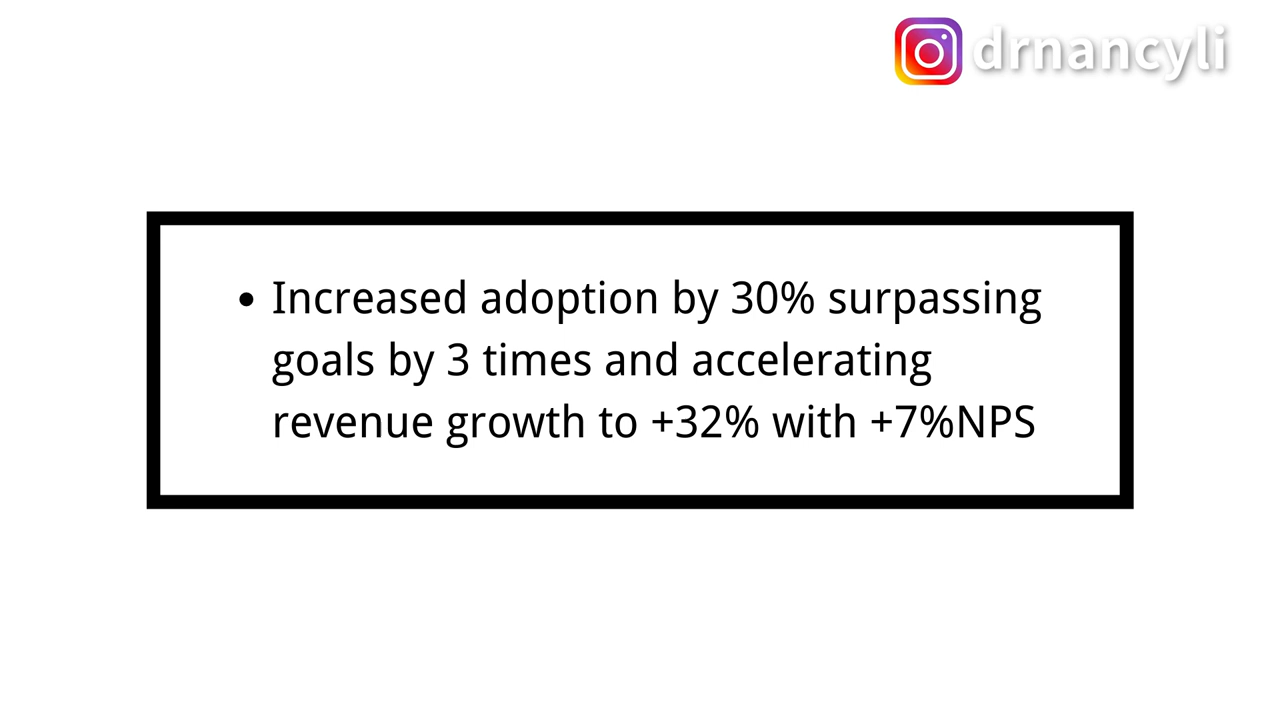 drnancyli
• Increased adoption by 30% surpassing
goals by 3 times and accelerating
revenue growth to +32% with +7%NPS